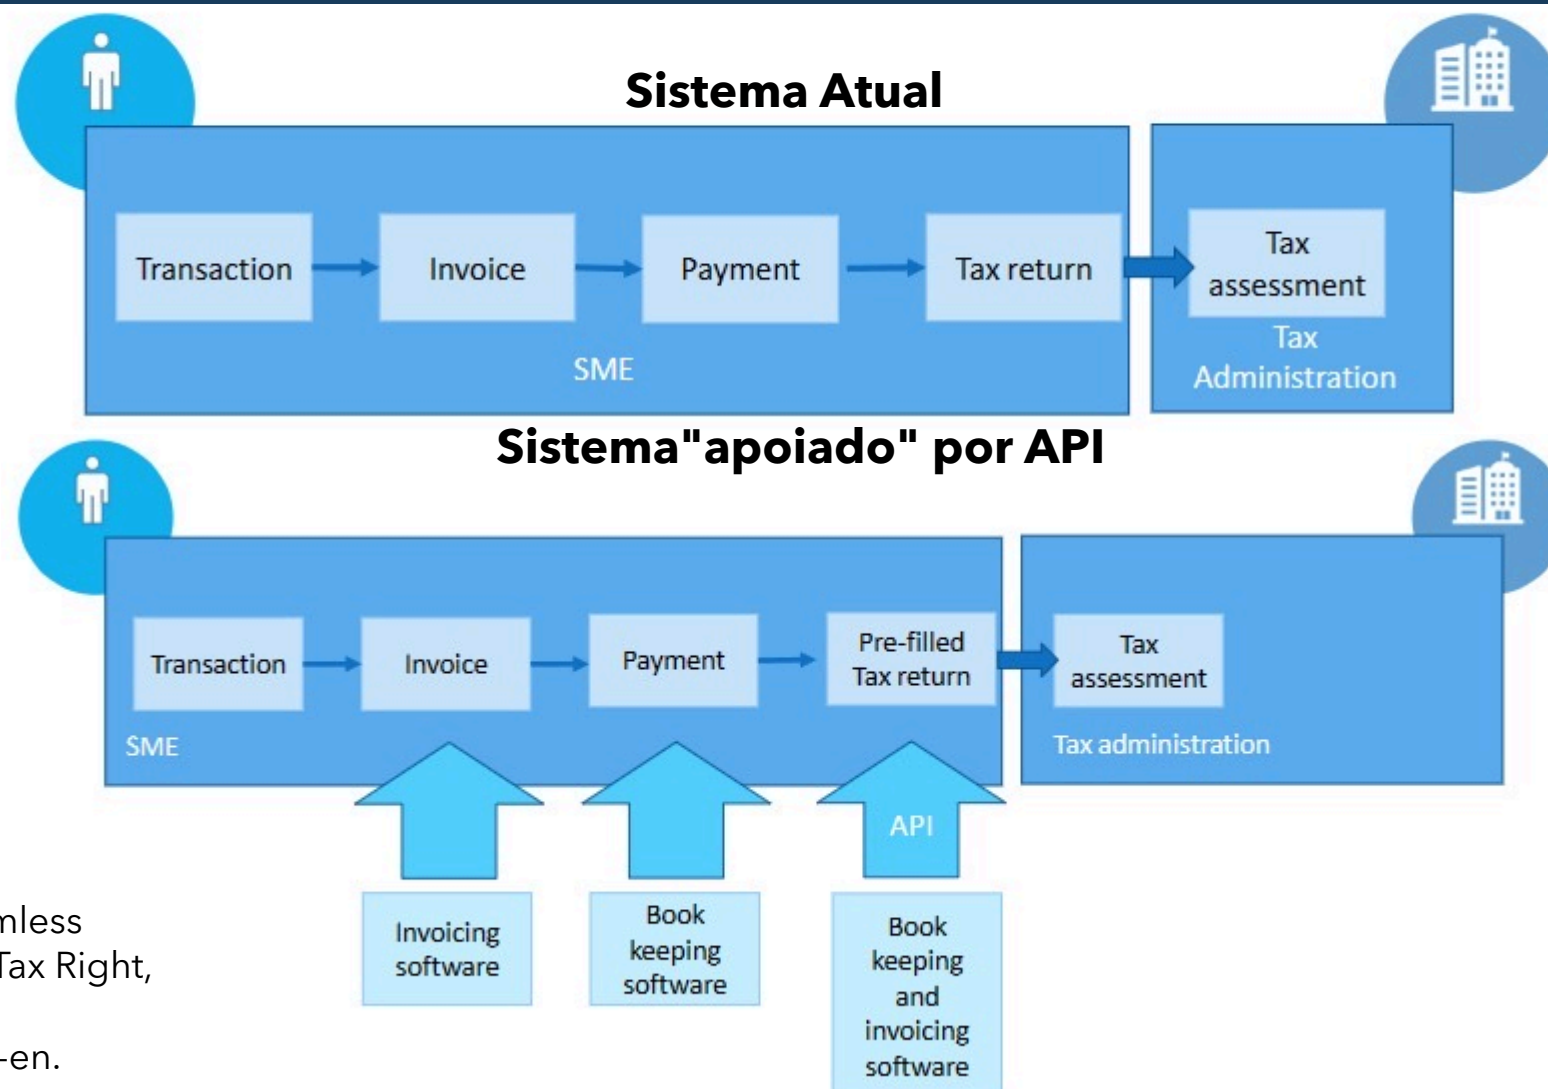 Sistema Atual
Transaction
Invoice
Payment
Tax return
Tax
assessment
SME
Tax
Administration
Sistema"apoiado" por API
Transaction
Invoice
Payment
Pre-filled
Tax return
Tax
assessment
SME
Tax administration
API
Invoicing
software
Book
keeping
software
Book
keeping
and
invoicing
software
mless
Tax Right,
-en.